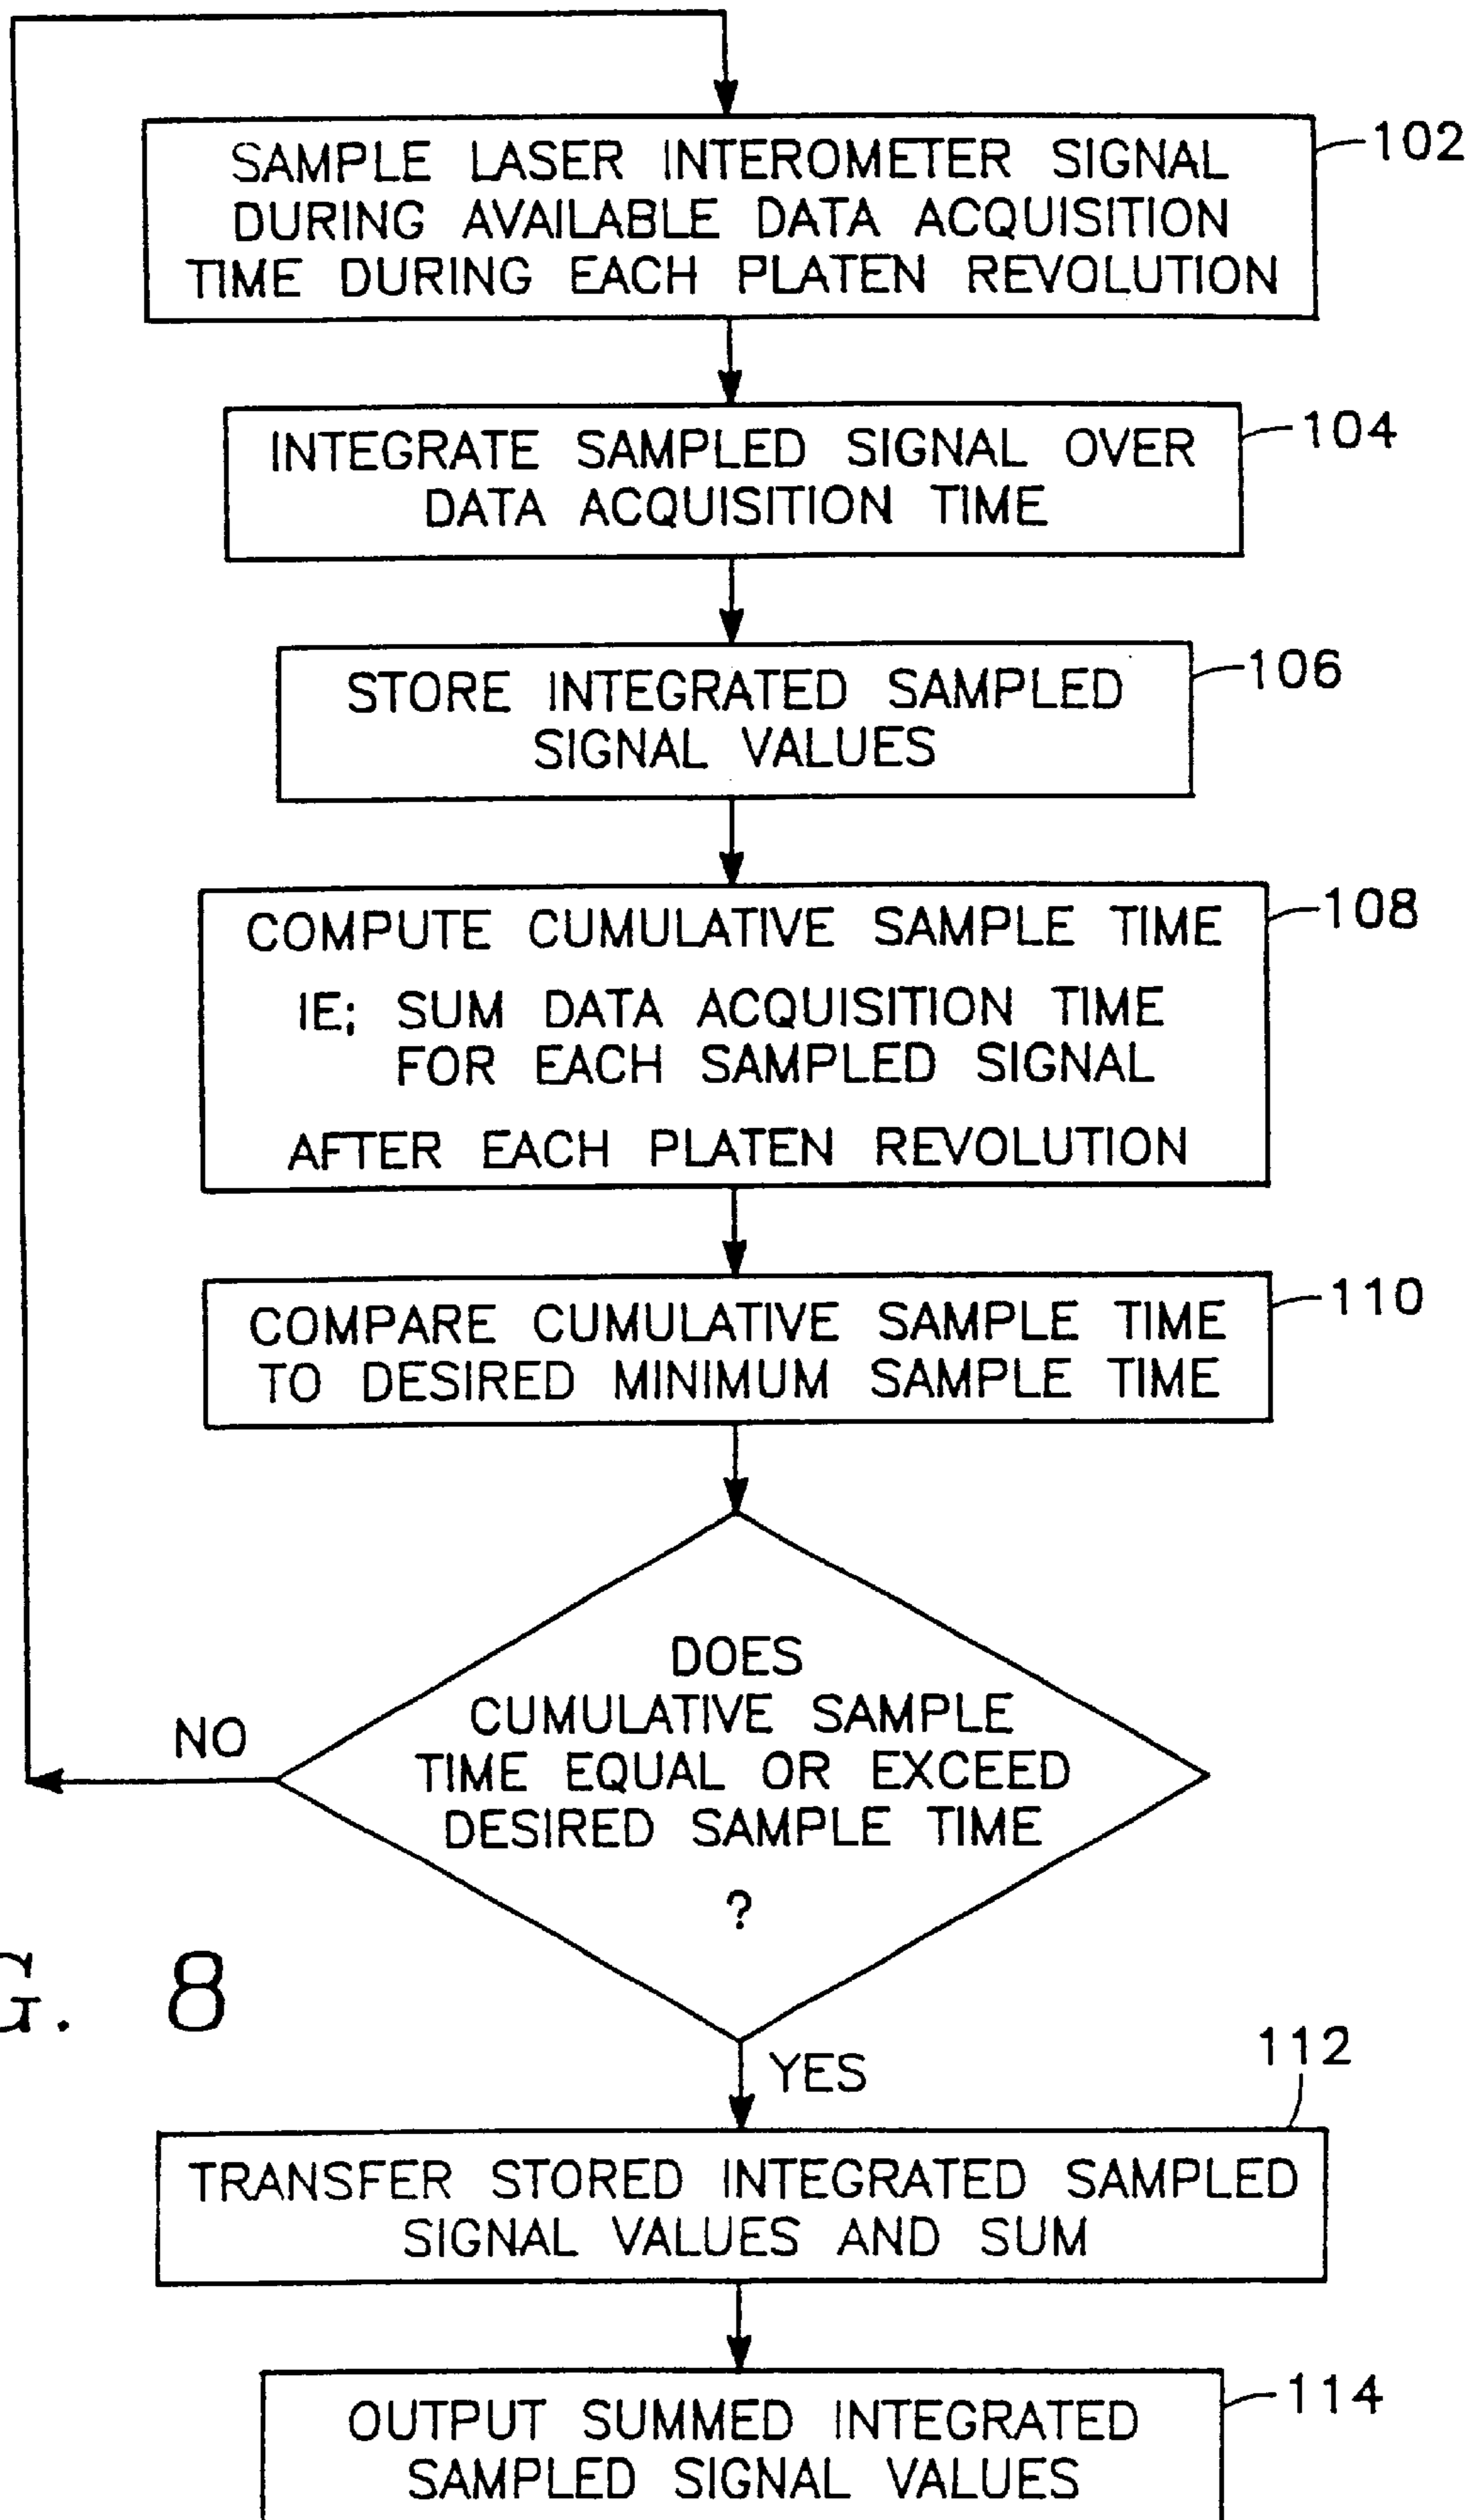 SAMPLE LASER INTEROMETER SIGNAL
DURING AVAILABLE DATA ACQUISITION
TIME DURING EACH PLATEN REVOLUTION
102
INTEGRATE SAMPLED SIGNAL OVER
DATA ACQUISITION TIME
104
STORE INTEGRATED SAMPLED
SIGNAL VALUES
106
COMPUTE CUMULATIVE SAMPLE TIME
IE; SUM DATA ACQUISITION TIME
FOR EACH SAMPLED SIGNAL
AFTER EACH PLATEN REVOLUTION
108
COMPARE CUMULATIVE SAMPLE TIME
TO DESIRED MINIMUM SAMPLE TIME
110
DOES
CUMULATIVE SAMPLE
TIME EQUAL OR EXCEED
DESIRED SAMPLE TIME
?
NO
G. 8
YES
112
TRANSFER STORED INTEGRATED SAMPLED
SIGNAL VALUES AND SUM
OUTPUT SUMMED INTEGRATED
SAMPLED SIGNAL VALUES
114